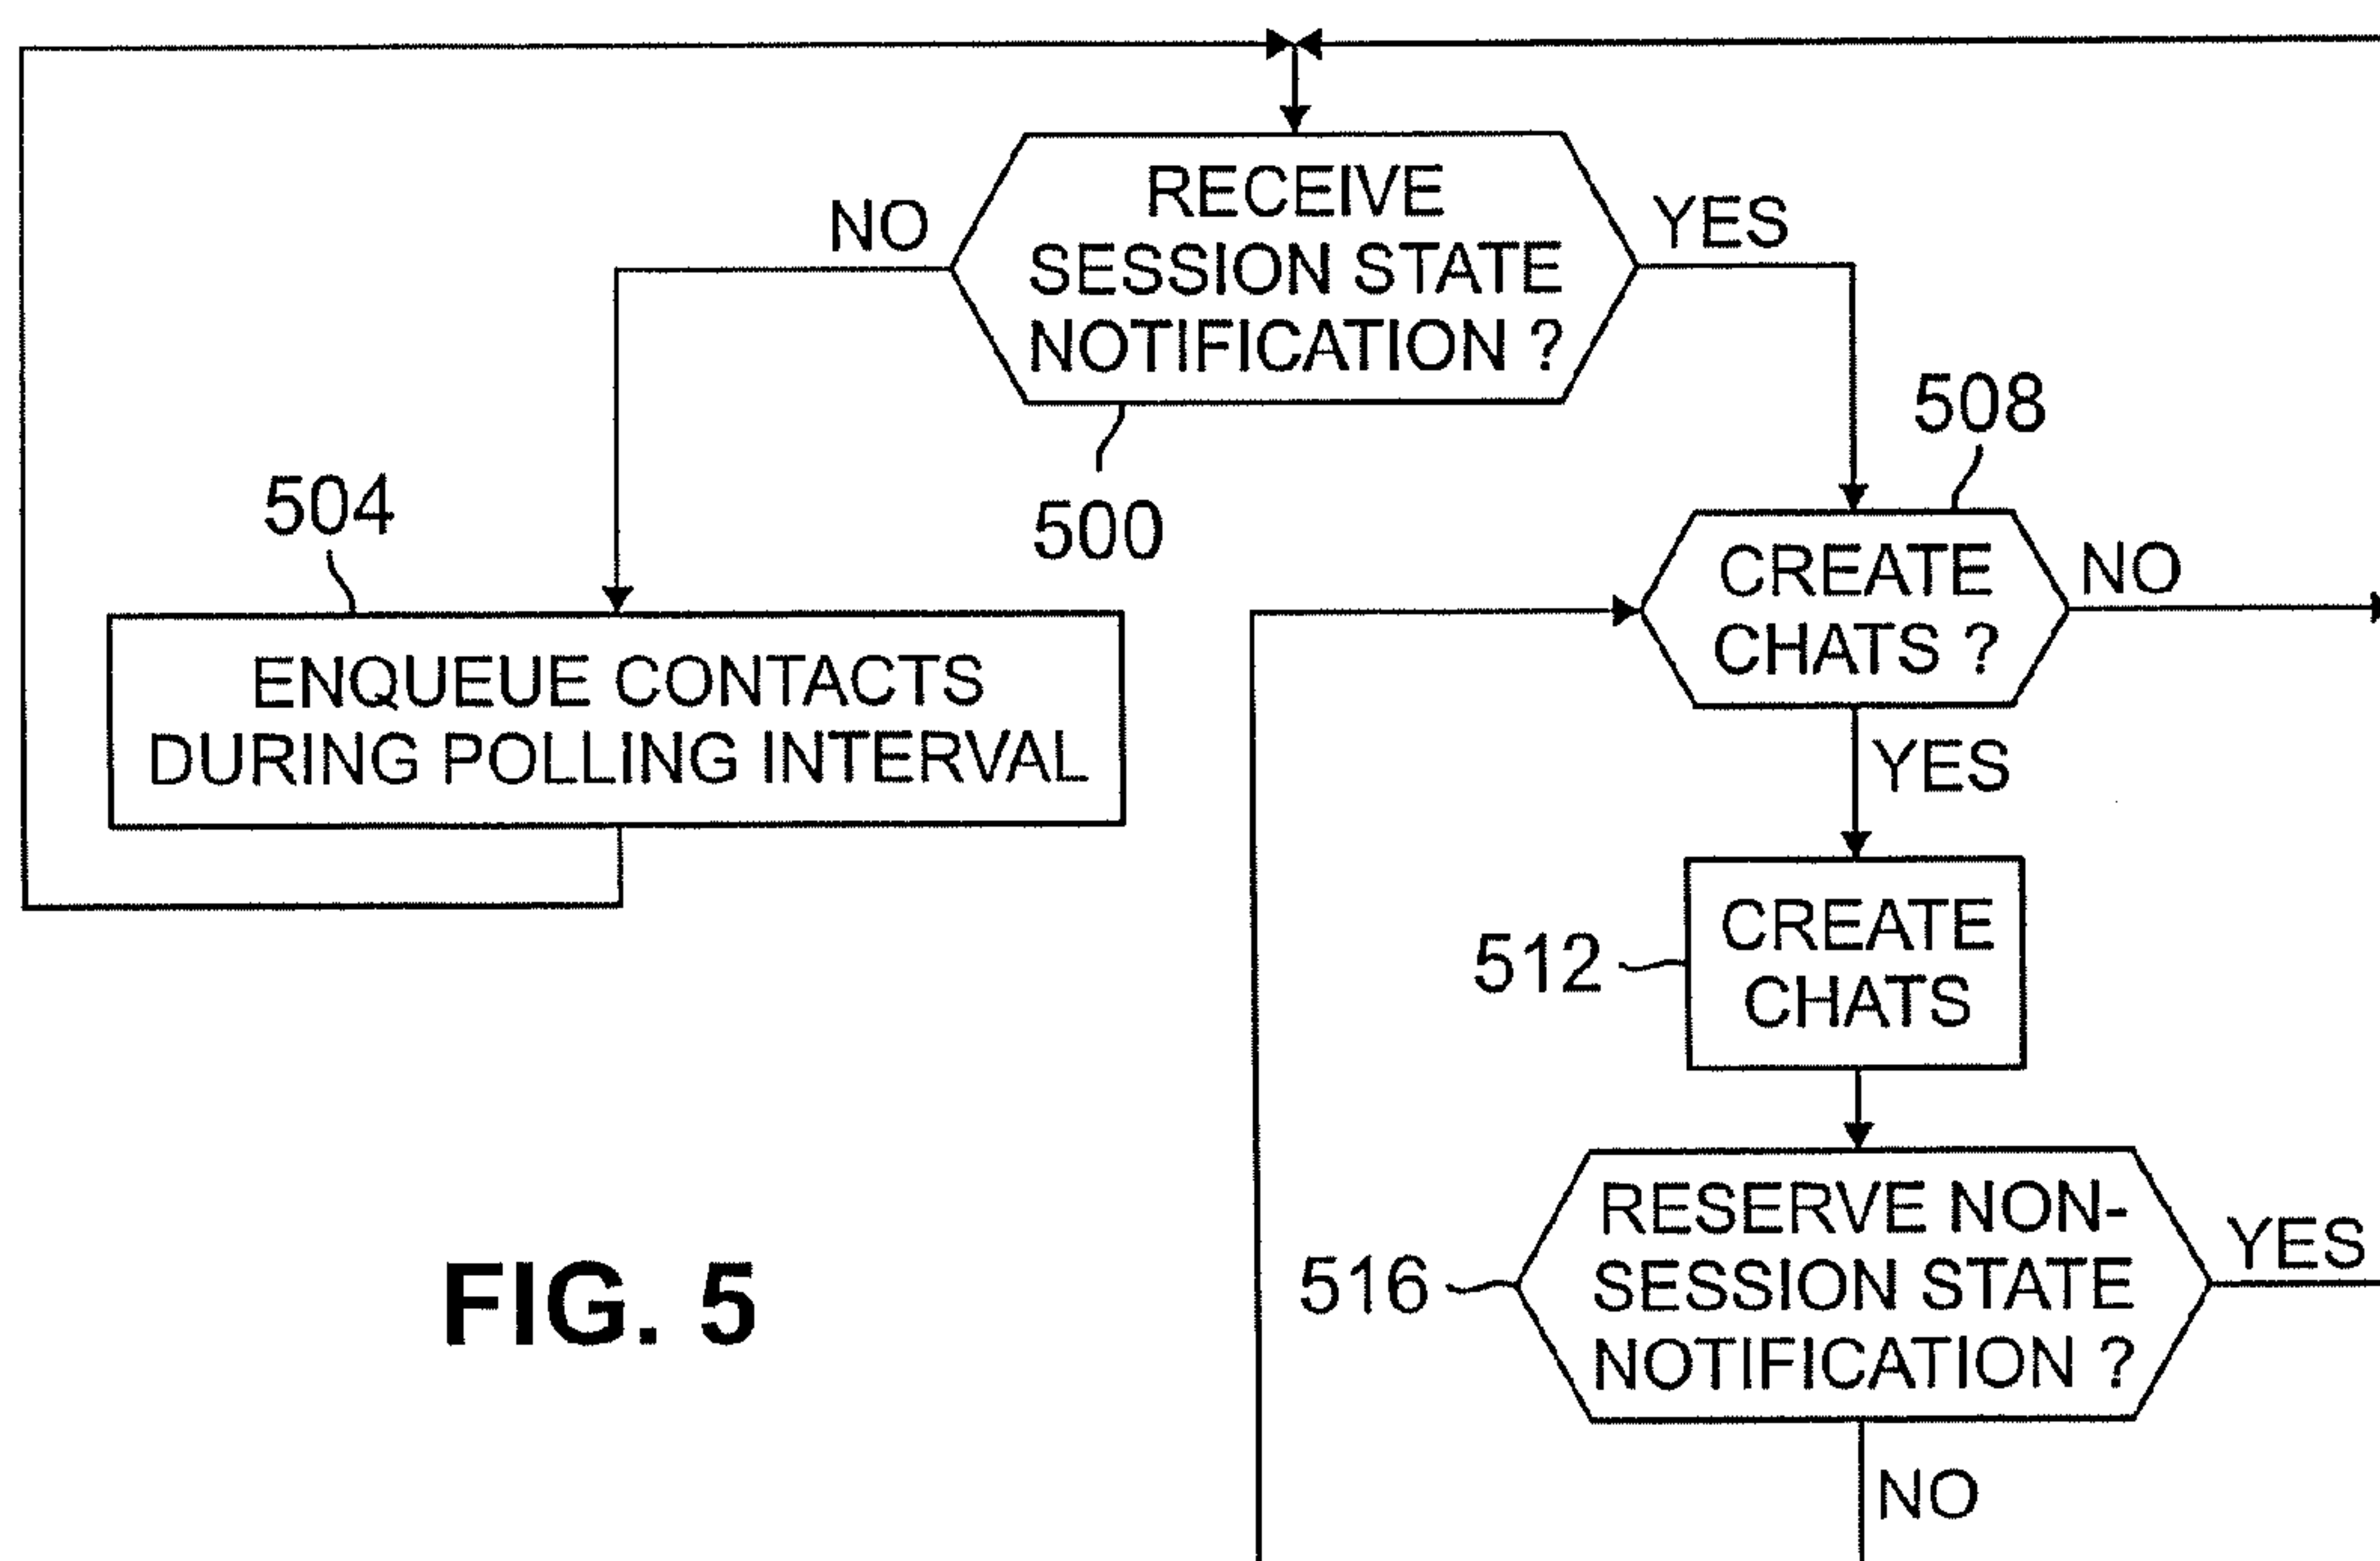 RECEIVE
SESSION STATE
NOTIFICATION ?
NO
YES
500
504
ENQUEUE CONTACTS
DURING POLLING INTERVAL
508
CREATE
CHATS ?
NO
YES
512
CREATE
CHATS
516
RESERVE NON-
SESSION STATE
NOTIFICATION ?
YES
NO
FIG. 5